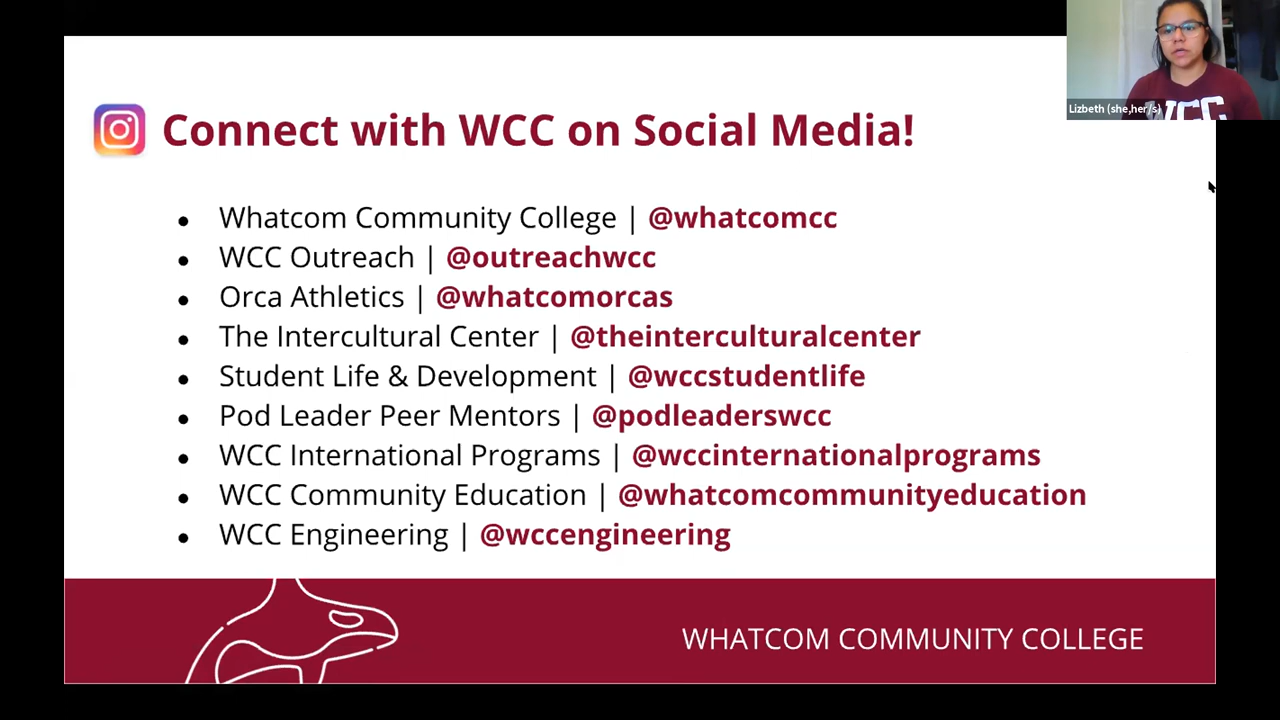 Connect with WCC on Social Media!
Lizbeth (she,her/s)
WCC
● Whatcom Community College | @whatcomcc
● WCC Outreach | @outreachwcc
● Orca Athletics | @whatcomorcas
● The Intercultural Center | @theinterculturalcenter
● Student Life & Development | @wccstudentlife
● Pod Leader Peer Mentors | @podleaderswcc
● WCC International Programs | @wccinternationalprograms
● WCC Community Education | @whatcomcommunityeducation
● WCC Engineering | @wccengineering
WHATCOM COMMUNITY COLLEGE